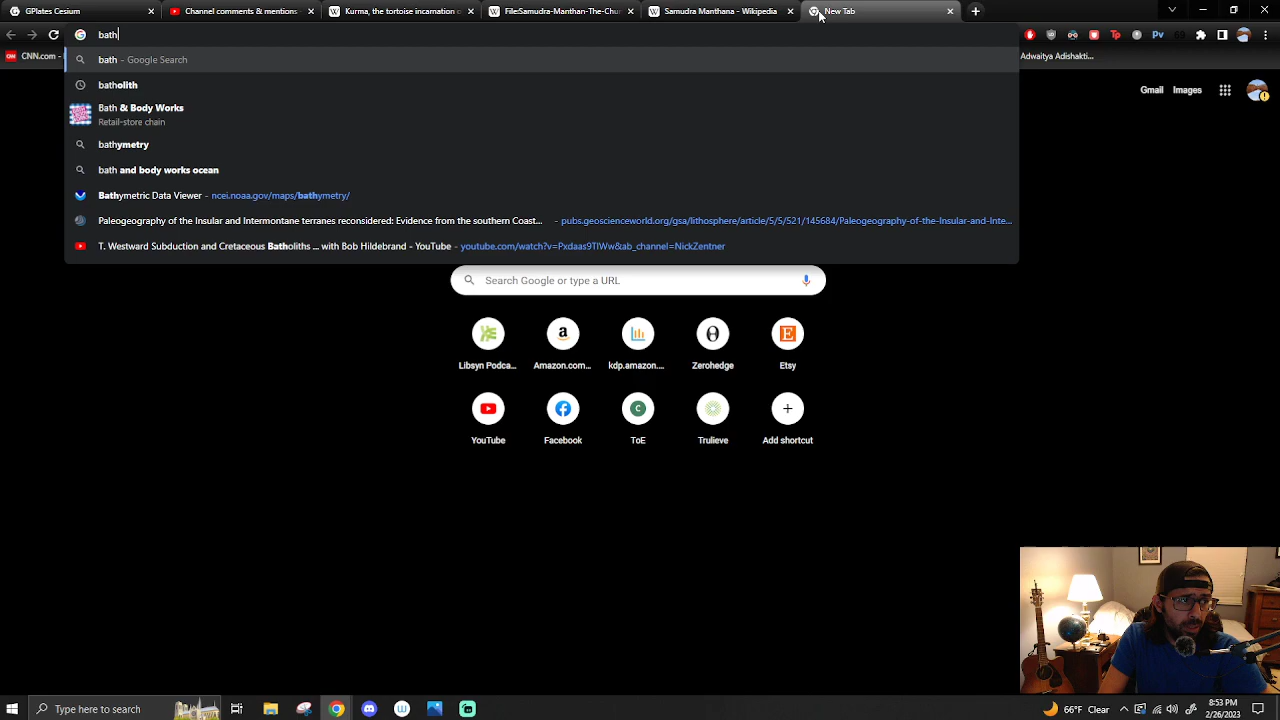 GPlates Cesium
Channel comments & mentions
Kurma, the tortoise incarnation o
FileSamudra-Manthan-The-Churn
Samudra Manthana - Wikipedia
New Tab
bath
CNN.com -
Adwaitya Adishakti...
bath - Google Search
batholith
Bath & Body Works
Retail-store chain
bathymetry
bath and body works ocean
Bathymetric Data Viewer - ncei.noaa.gov/maps/bathymetry/
Paleogeography of the Insular and Intermontane terranes reconsidered: Evidence from the southern Coast... - pubs.geoscienceworld.org/gsa/lithosphere/article/5/5/521/145684/Paleogeography-of-the-Insular-and-Inte...
T. Westward Subduction and Cretaceous Batholiths ... with Bob Hildebrand - YouTube - youtube.com/watch?v=Pxdaas9TIWw&ab_channel=NickZentner
Gmail Images
Search Google or type a URL
Libsyn Podca... Amazon.com... kdp.amazon.... Zerohedge Etsy
YouTube Facebook ToE Trulieve Add shortcut
Type here to search
66°F Clear
8:53 PM
2/26/2023